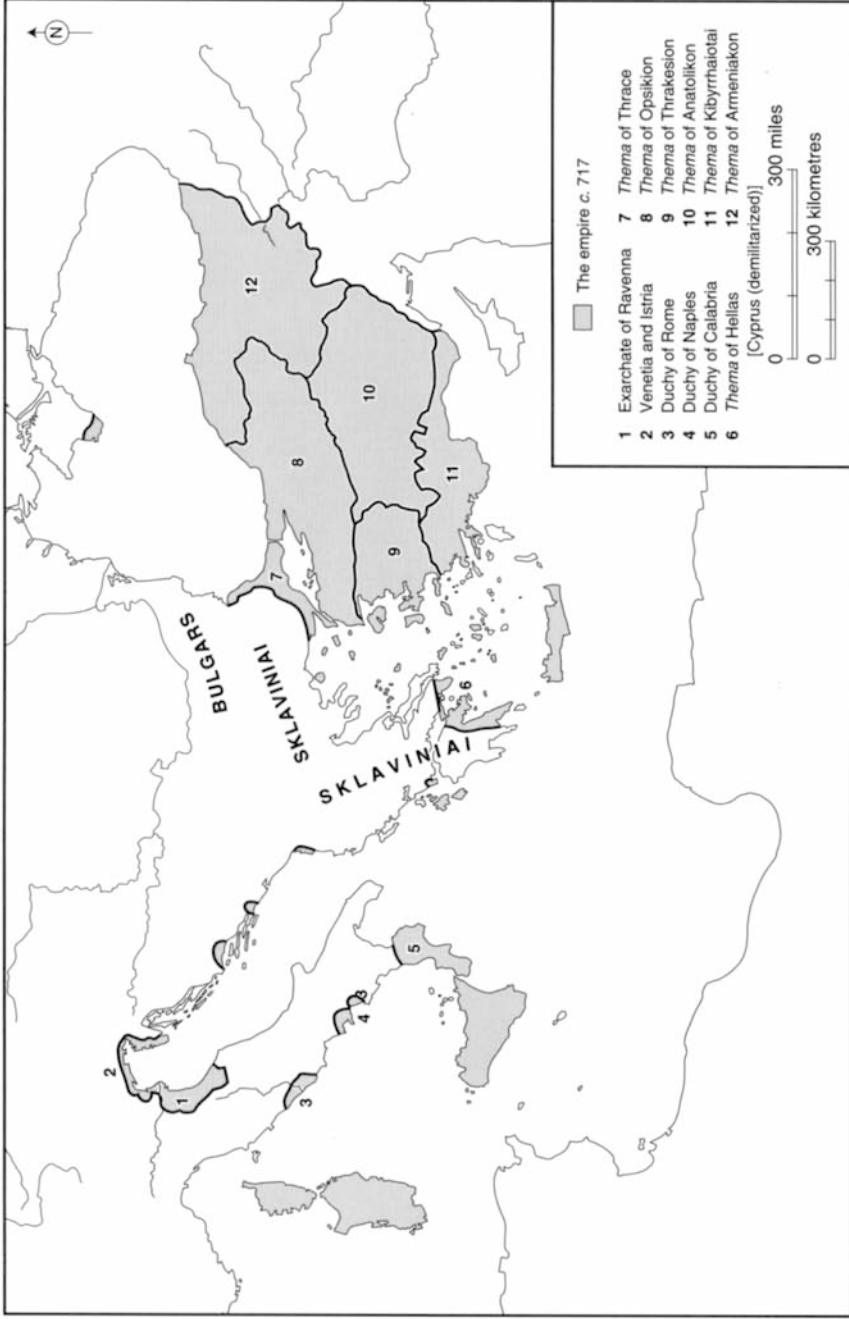 N
BULGARS
SKLAVINIAI
SKLAVINIAI
1
2
3
4
3
5
6
7
8
9
10
11
12
The empire c. 717
1 Exarchate of Ravenna
2 Venetia and Istria
3 Duchy of Rome
4 Duchy of Naples
5 Duchy of Calabria
6 Thema of Hellas
7 Thema of Thrace
8 Thema of Opsikion
9 Thema of Thrakesion
10 Thema of Anatolikon
11 Thema of Kibyrrhaiotai
12 Thema of Armeniakon
[Cyprus (demilitarized)]
0 300 miles
0 300 kilometres